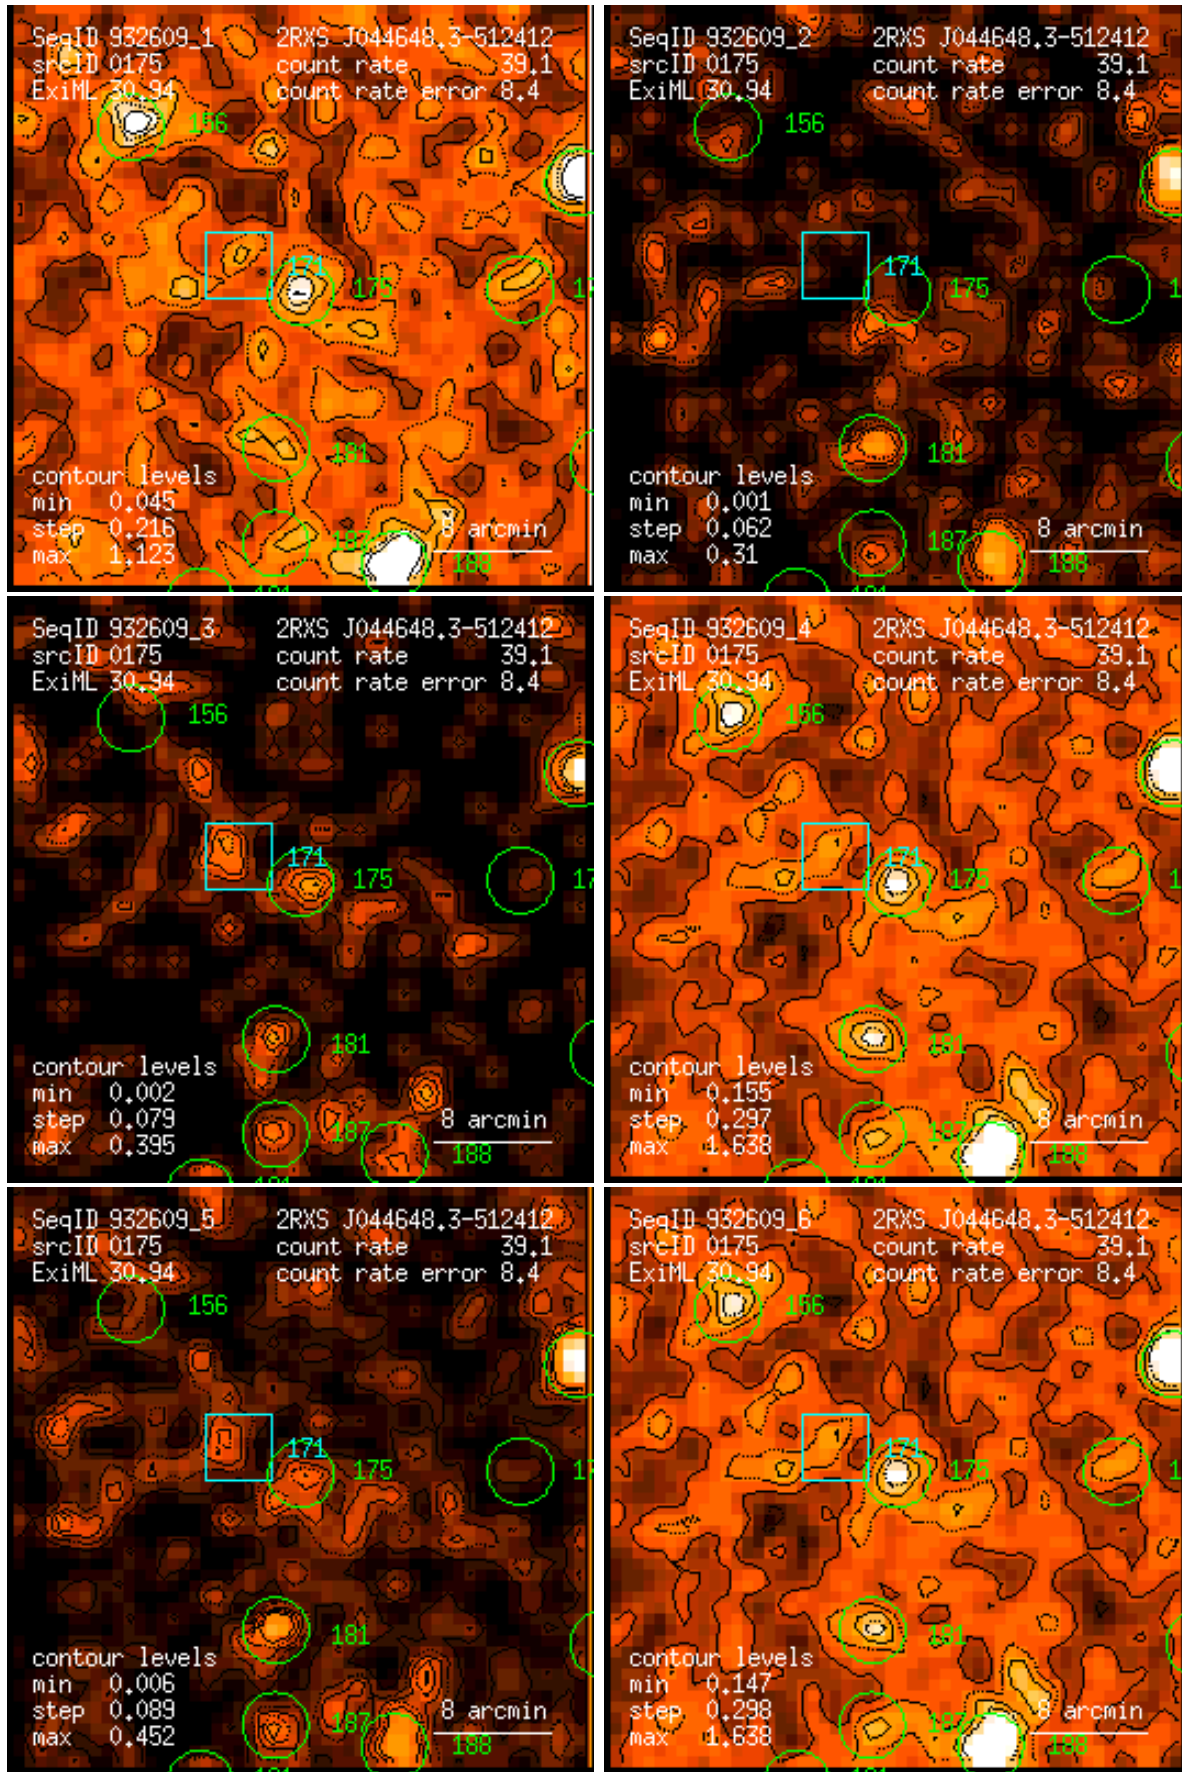 SeqID 932609_1 2RXS J044648.3-512412
srcID 0175 count rate 39.1
ExiML 30.94 count rate error 8.4
156
171
175
17
181
contour levels
min 0.045
step 0.216
max 1.123
187
8 arcmin
188
SeqID 932609_2 2RXS J044648.3-512412
srcID 0175 count rate 39.1
ExiML 30.94 count rate error 8.4
156
171
175
1
181
contour levels
min 0.001
step 0.062
max 0.31
187
8 arcmin
188
SeqID 932609_3 2RXS J044648.3-512412
srcID 0175 count rate 39.1
ExiML 30.94 count rate error 8.4
156
171
175
17
181
contour levels
min 0.002
step 0.079
max 0.395
187
8 arcmin
188
SeqID 932609_4 2RXS J044648.3-512412
srcID 0175 count rate 39.1
ExiML 30.94 count rate error 8.4
156
171
175
1
181
contour levels
min 0.155
step 0.297
max 1.638
187
8 arcmin
188
SeqID 932609_5 2RXS J044648.3-512412
srcID 0175 count rate 39.1
ExiML 30.94 count rate error 8.4
156
171
175
17
181
contour levels
min 0.006
step 0.089
max 0.452
187
8 arcmin
188
SeqID 932609_6 2RXS J044648.3-512412
srcID 0175 count rate 39.1
ExiML 30.94 count rate error 8.4
156
171
175
1
181
contour levels
min 0.147
step 0.298
max 1.638
187
8 arcmin
188